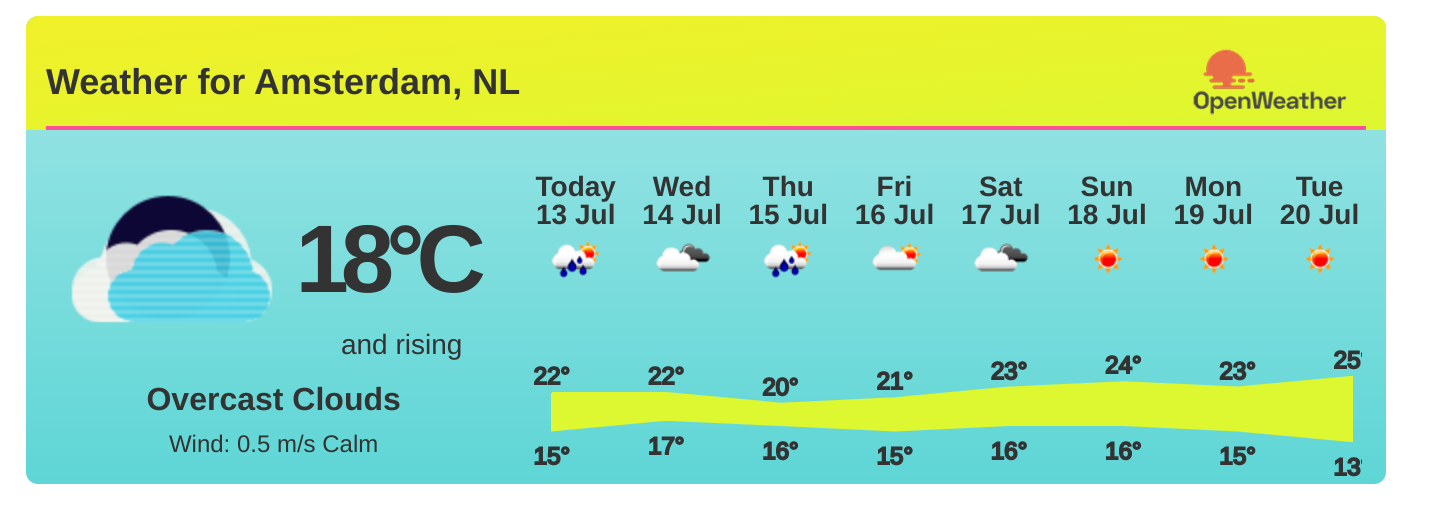 Weather for Amsterdam, NL
OpenWeather
18°C
and rising
Overcast Clouds
Wind: 0.5 m/s Calm
Today Wed Thu Fri Sat Sun Mon Tue
13 Jul 14 Jul 15 Jul 16 Jul 17 Jul 18 Jul 19 Jul 20 Jul
22° 22° 20° 21° 23° 24° 23° 25°
15° 17° 16° 15° 16° 16° 15° 13°